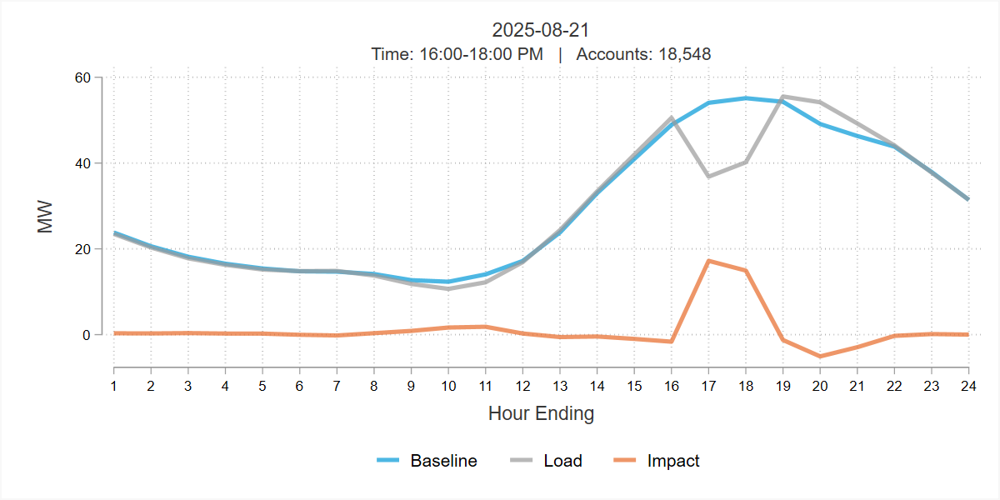 2025-08-21
Time: 16:00-18:00 PM | Accounts: 18,548
60
40
20
0
MW
1 2 3 4 5 6 7 8 9 10 11 12 13 14 15 16 17 18 19 20 21 22 23 24
Hour Ending
Baseline Load Impact